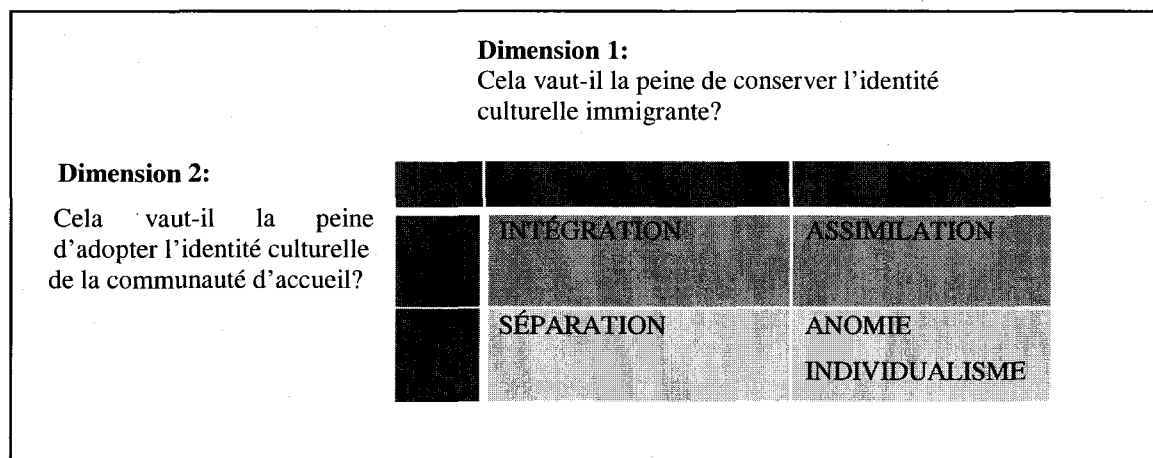 Dimension 1:
Cela vaut-il la peine de conserver l'identité
culturelle immigrante?
Dimension 2:
Cela vaut-il la peine
d'adopter l'identité culturelle
de la communauté d'accueil?
INTÉGRATION ASSIMILATION
SÉPARATION ANOMIE
INDIVIDUALISME